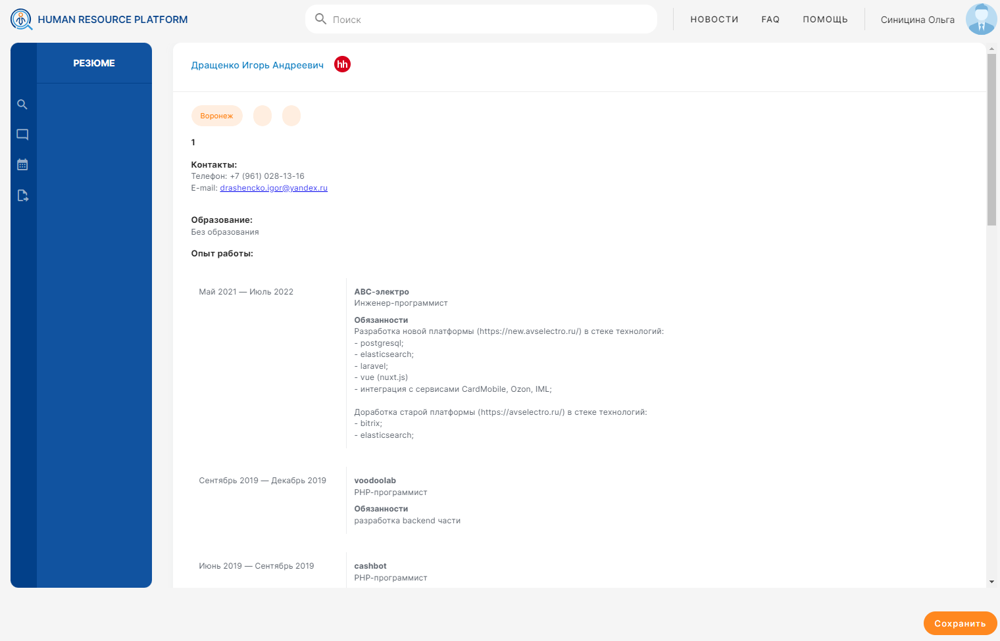 HUMAN RESOURCE PLATFORM
Поиск
НОВОСТИ
FAQ
ПОМОЩЬ
Синицина Ольга
РЕЗЮМЕ
Дращенко Игорь Андреевич
hh
Воронеж
1
Контакты:
Телефон: +7 (961) 028-13-16
E-mail: drashencko.igor@yandex.ru
Образование:
Без образования
Опыт работы:
Май 2021 — Июль 2022
АВС-электро
Инженер-программист
Обязанности
Разработка новой платформы (https://new.avselectro.ru/) в стеке технологий:
- postgresql;
- elasticsearch;
- laravel;
- vue (nuxt.js)
- интеграция с сервисами CardMobile, Ozon, IML;
Доработка старой платформы (https://avselectro.ru/) в стеке технологий:
- bitrix;
- elasticsearch;
Сентябрь 2019 — Декабрь 2019
voodoolab
PHP-программист
Обязанности
разработка backend части
Июнь 2019 — Сентябрь 2019
cashbot
PHP-программист
Сохранить